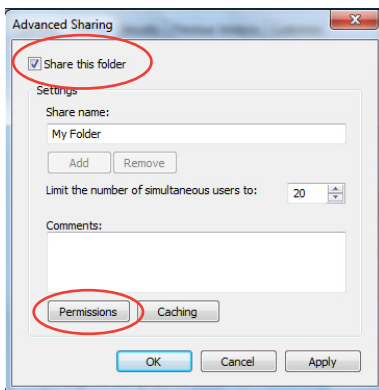 Advanced Sharing
Share this folder
Settings
Share name:
My Folder
Add Remove
Limit the number of simultaneous users to: 20
Comments:
Permissions Caching
OK Cancel Apply